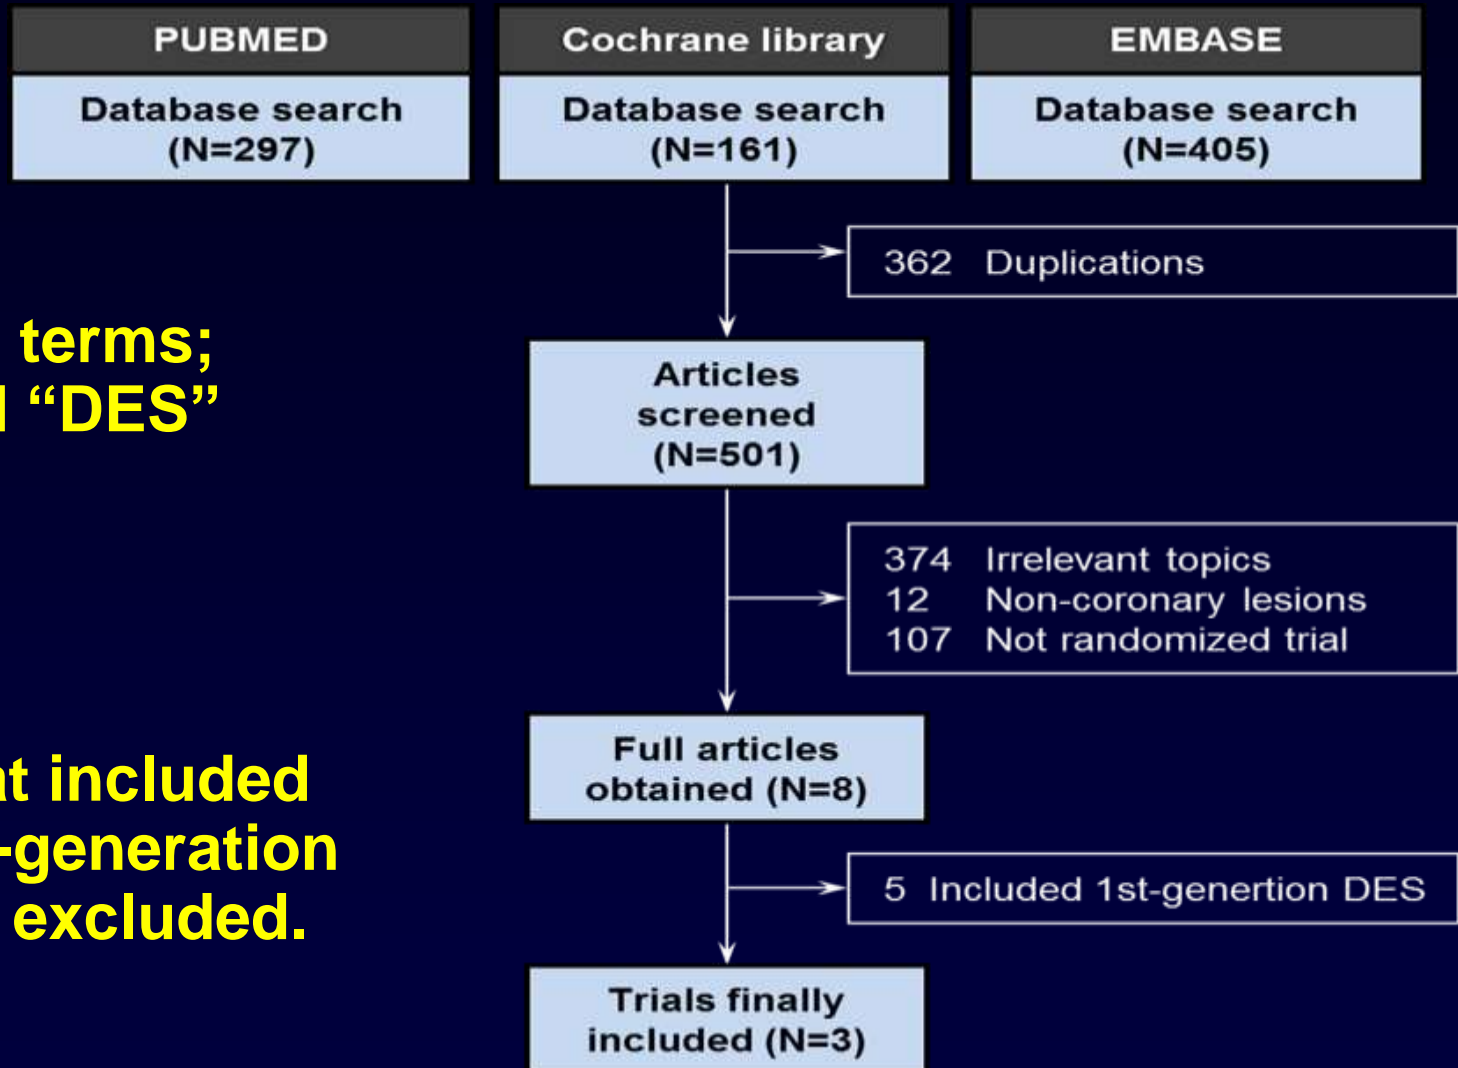 PUBMED
Database search
(N=297)
Cochrane library
Database search
(N=161)
EMBASE
Database search
(N=405)
362 Duplications
terms;
“DES”
Articles
screened
(N=501)
374 Irrelevant topics
12 Non-coronary lesions
107 Not randomized trial
included
-generation
excluded.
Full articles
obtained (N=8)
5 Included 1st-genertion DES
Trials finally
included (N=3)